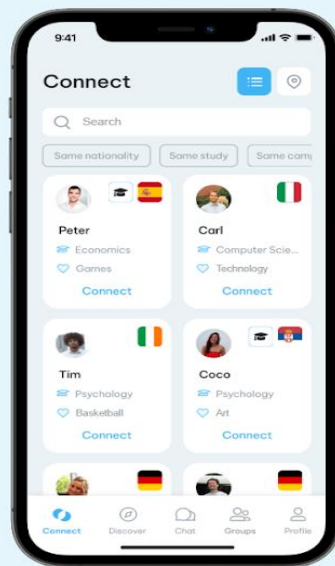 9:41
Connect
Search
Same nationality Same study Same camp
Peter
Economics
Games
Connect
Carl
Computer Scie...
Technology
Connect
Tim
Psychology
Basketball
Connect
Coco
Psychology
Art
Connect
Connect Discover Chat Groups Profile